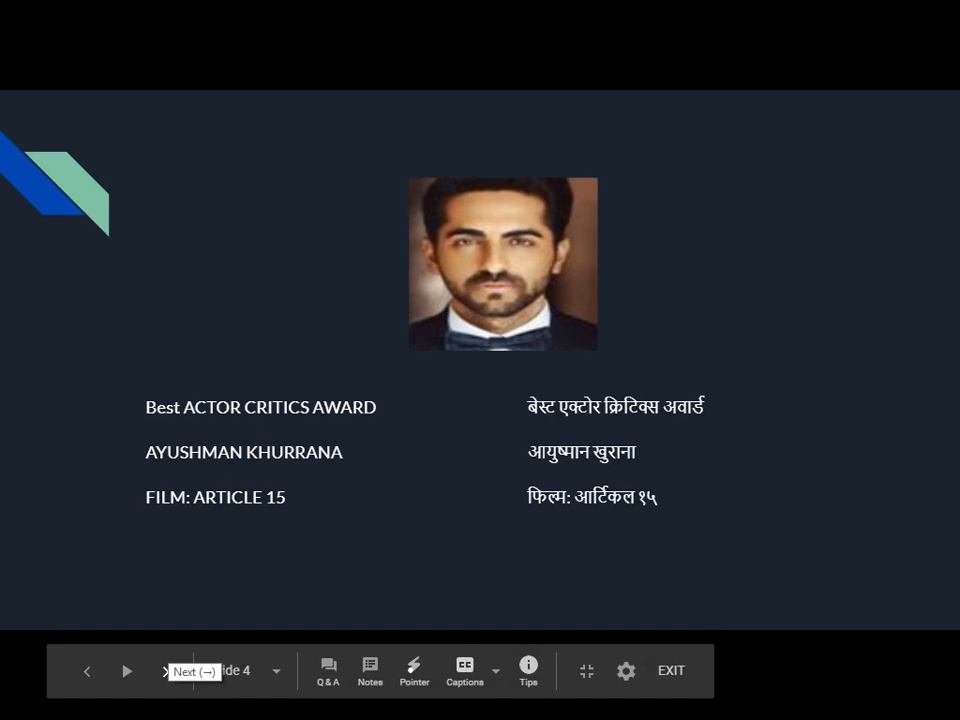 Best ACTOR CRITICS AWARD
बेस्ट एक्टोर क्रिटिक्स अवार्ड
AYUSHMAN KHURRANA
आयुष्मान खुराना
FILM: ARTICLE 15
फिल्म: आर्टिकल १५
Next (→) ide 4
Q & A
Notes
Pointer
CC
Captions
Tips
EXIT